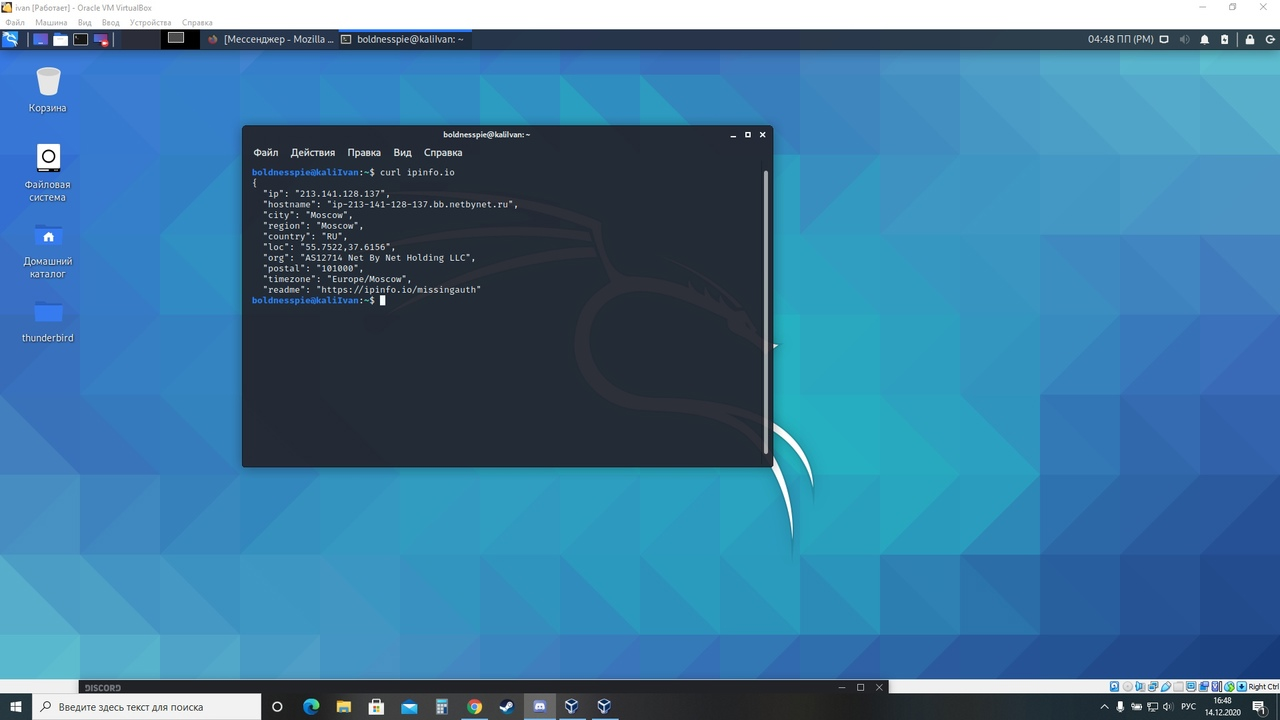 ivan [Работает] - Oracle VM VirtualBox
Файл Машина Вид Ввод Устройства Справка
[Мессенджер - Mozilla ... boldnesspie@kaliIvan: ~ 04:48 ПП (PM)
Корзина
Файловая
система
Домашний
каталог
thunderbird
boldnesspie@kaliIvan: ~
Файл Действия Правка Вид Справка
boldnesspie@kaliIvan:~$ curl ipinfo.io
{
"ip": "213.141.128.137",
"hostname": "ip-213-141-128-137.bb.netbynet.ru",
"city": "Moscow",
"region": "Moscow",
"country": "RU",
"loc": "55.7522,37.6156",
"org": "AS12714 Net By Net Holding LLC",
"postal": "101000",
"timezone": "Europe/Moscow",
"readme": "https://ipinfo.io/missingauth"
boldnesspie@kaliIvan:~$
DISCORD
Right Ctrl
Введите здесь текст для поиска
РУС
16:48
14.12.2020
1